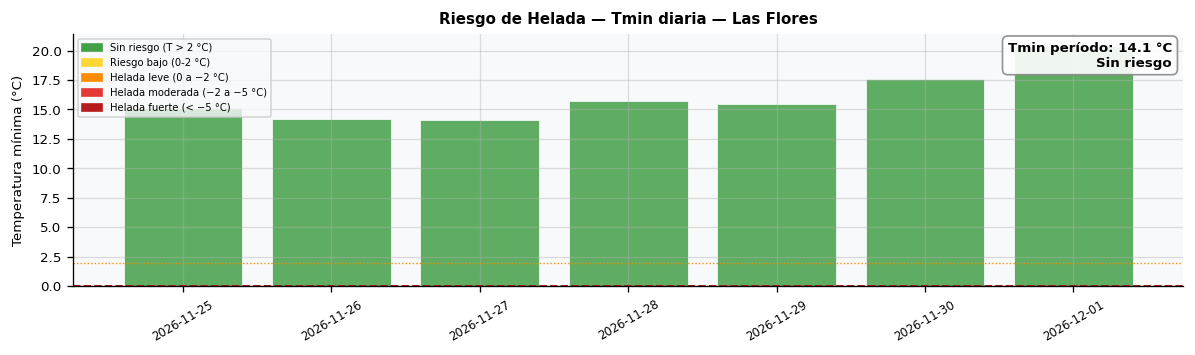 Riesgo de Helada — Tmin diaria — Las Flores
Sin riesgo (T > 2 °C)
Riesgo bajo (0-2 °C)
Helada leve (0 a −2 °C)
Helada moderada (−2 a −5 °C)
Helada fuerte (< −5 °C)
Tmin período: 14.1 °C
Sin riesgo
Temperatura mínima (°C)
20.0
17.5
15.0
12.5
10.0
7.5
5.0
2.5
0.0
2026-11-25
2026-11-26
2026-11-27
2026-11-28
2026-11-29
2026-11-30
2026-12-01